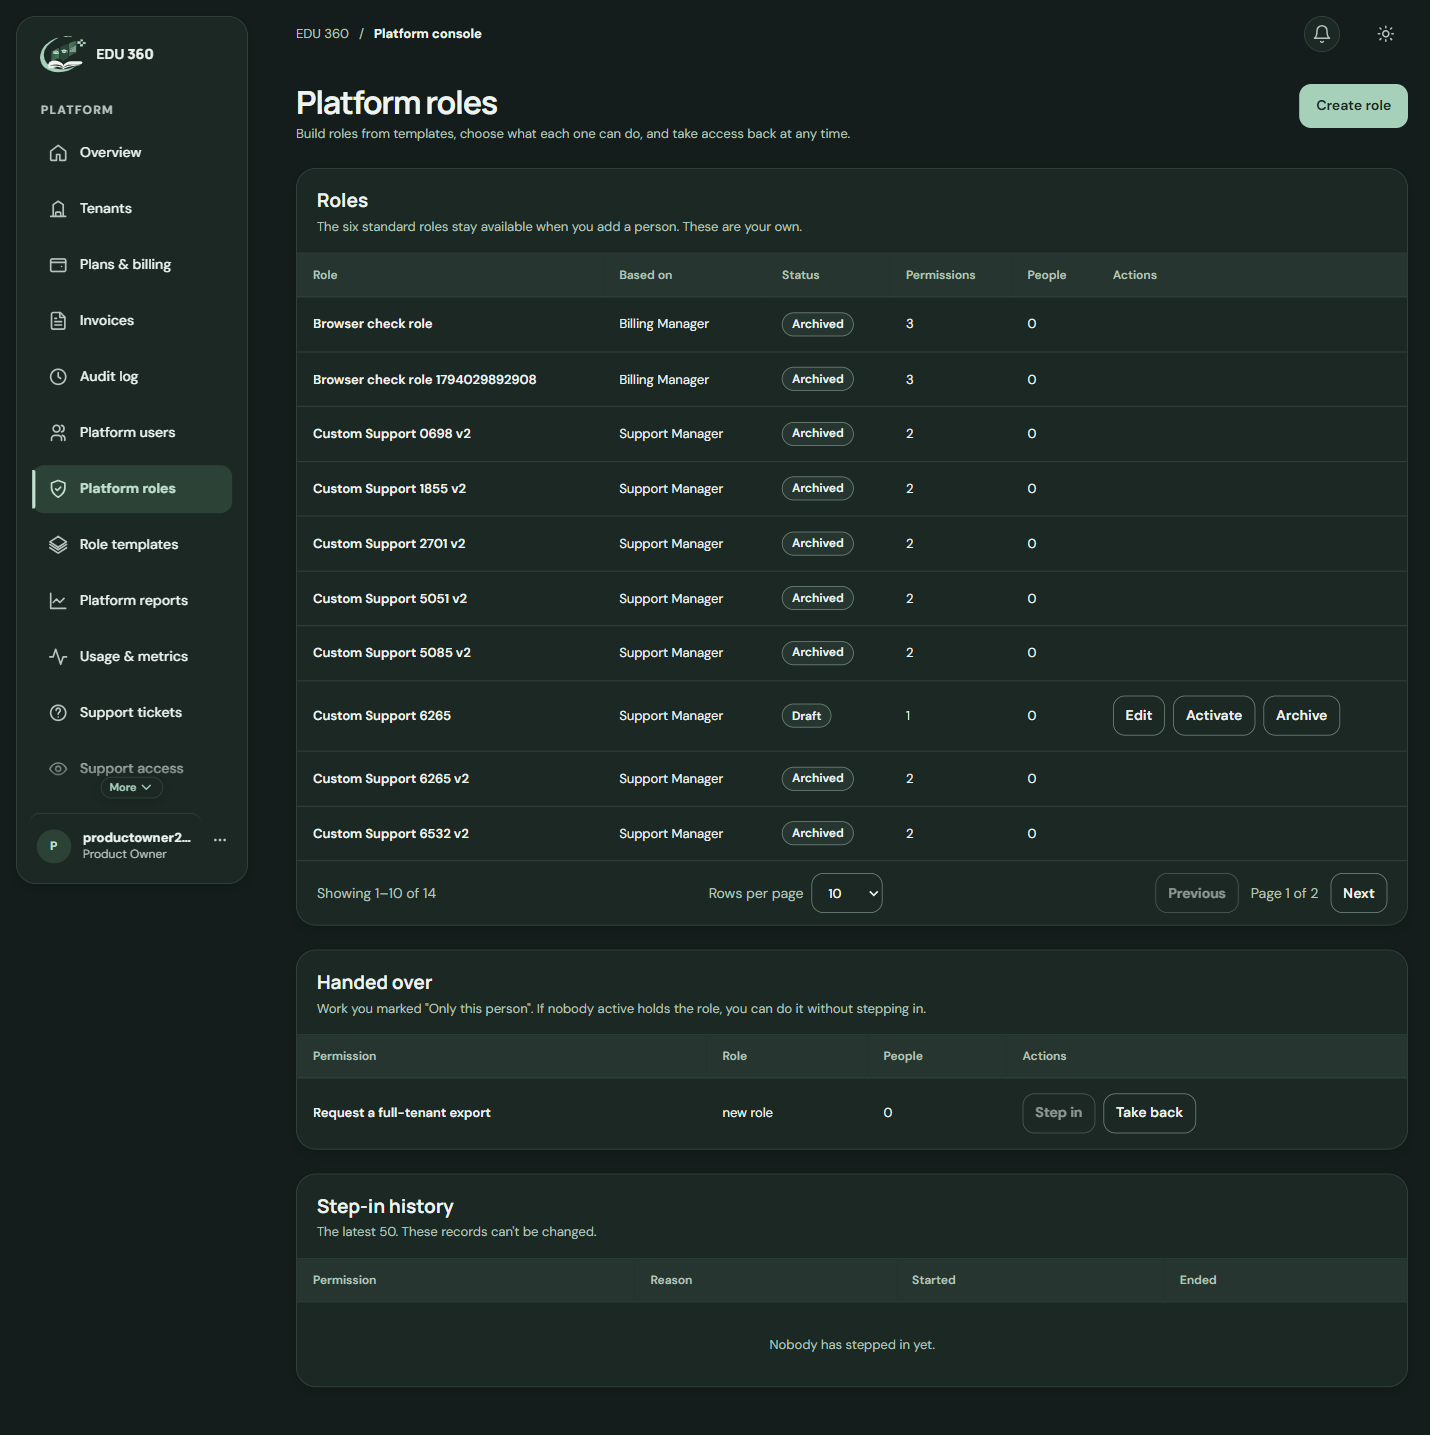 EDU 360
PLATFORM
Overview
Tenants
Plans & billing
Invoices
Audit log
Platform users
Platform roles
Role templates
Platform reports
Usage & metrics
Support tickets
Support access
More
P
productowner2...
Product Owner
EDU 360 / Platform console
Platform roles
Build roles from templates, choose what each one can do, and take access back at any time.
Create role
Roles
The six standard roles stay available when you add a person. These are your own.
Role Based on Status Permissions People Actions
Browser check role Billing Manager Archived 3 0
Browser check role 1794029892908 Billing Manager Archived 3 0
Custom Support 0698 v2 Support Manager Archived 2 0
Custom Support 1855 v2 Support Manager Archived 2 0
Custom Support 2701 v2 Support Manager Archived 2 0
Custom Support 5051 v2 Support Manager Archived 2 0
Custom Support 5085 v2 Support Manager Archived 2 0
Custom Support 6265 Support Manager Draft 1 0 Edit Activate Archive
Custom Support 6265 v2 Support Manager Archived 2 0
Custom Support 6532 v2 Support Manager Archived 2 0
Showing 1–10 of 14 Rows per page 10 Previous Page 1 of 2 Next
Handed over
Work you marked "Only this person". If nobody active holds the role, you can do it without stepping in.
Permission Role People Actions
Request a full-tenant export new role 0 Step in Take back
Step-in history
The latest 50. These records can't be changed.
Permission Reason Started Ended
Nobody has stepped in yet.